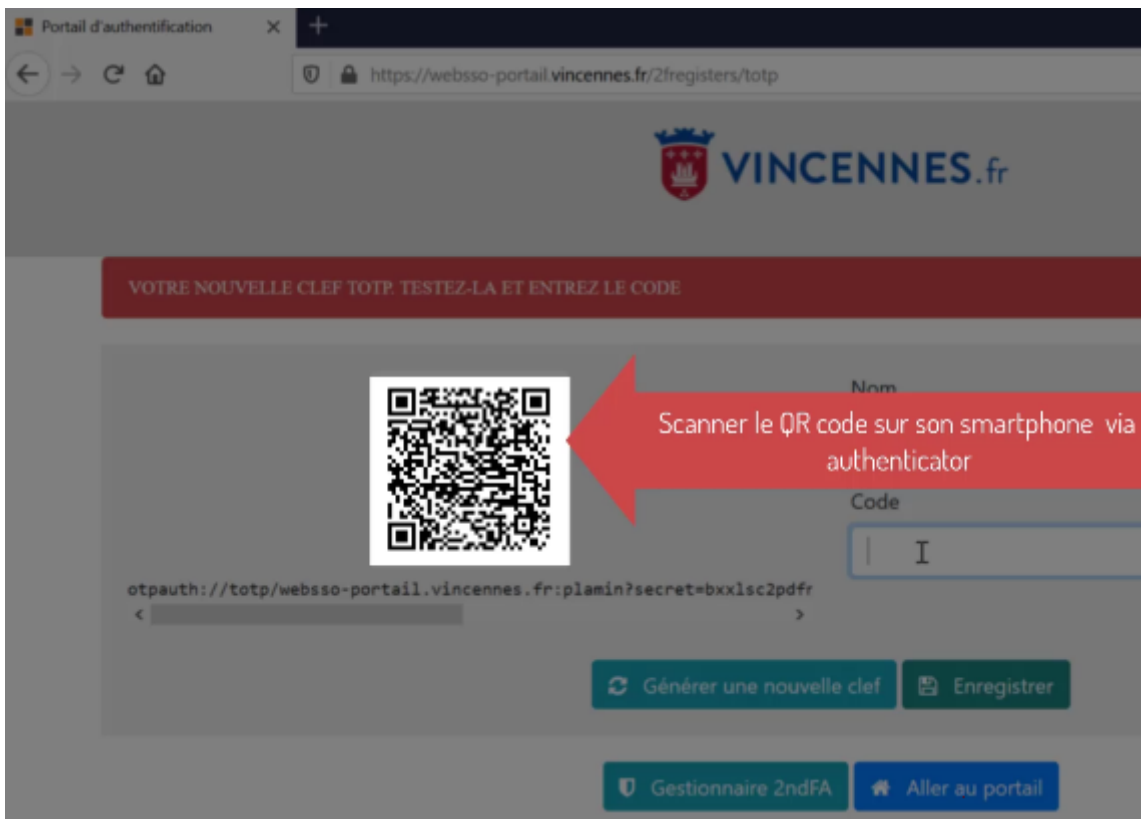 Portail d'authentification
https://websso-portail.vincennes.fr/2fregisters/totp
VINCENNES.fr
VOTRE NOUVELLE CLEF TOTP. TESTEZ-LA ET ENTREZ LE CODE
Nom
Scanner le QR code sur son smartphone via
authenticator
Code
otpauth://totp/websso-portail.vincennes.fr:plamin?secret=bxxlsc2pdfr
Générer une nouvelle clef
Enregistrer
Gestionnaire 2ndFA
Aller au portail